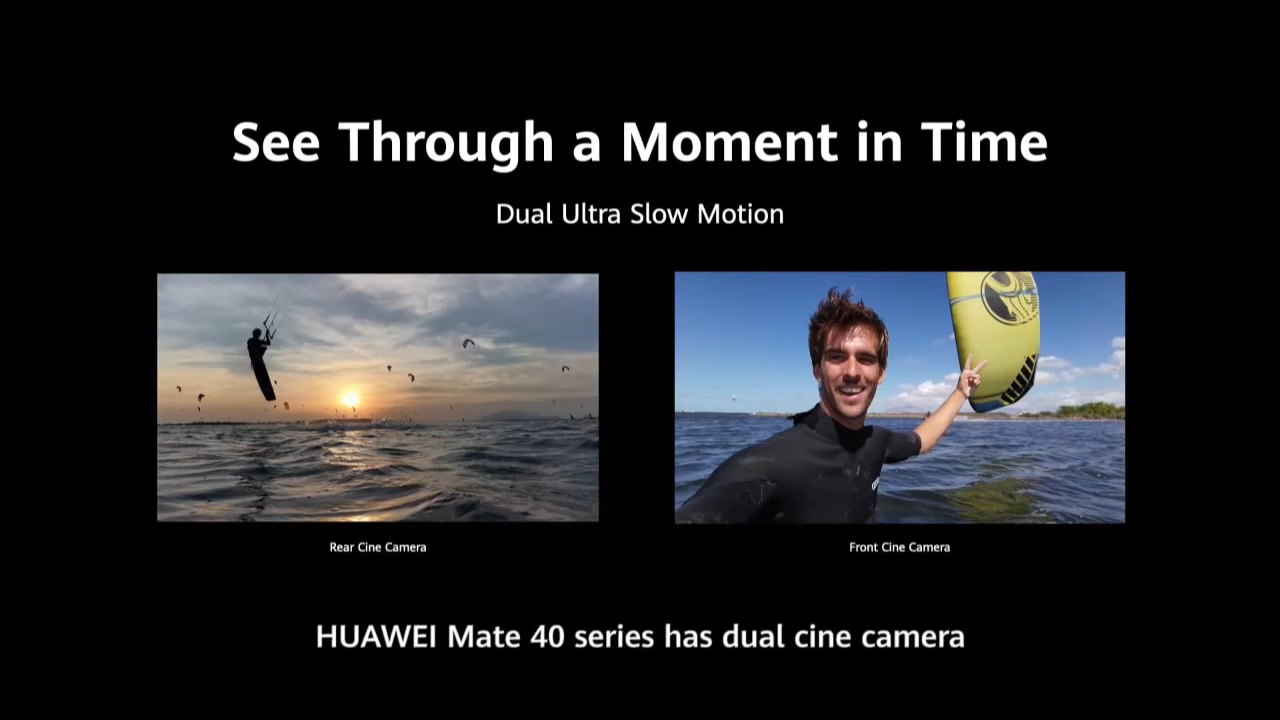 See Through a Moment in Time
Dual Ultra Slow Motion
Rear Cine Camera
Front Cine Camera
HUAWEI Mate 40 series has dual cine camera